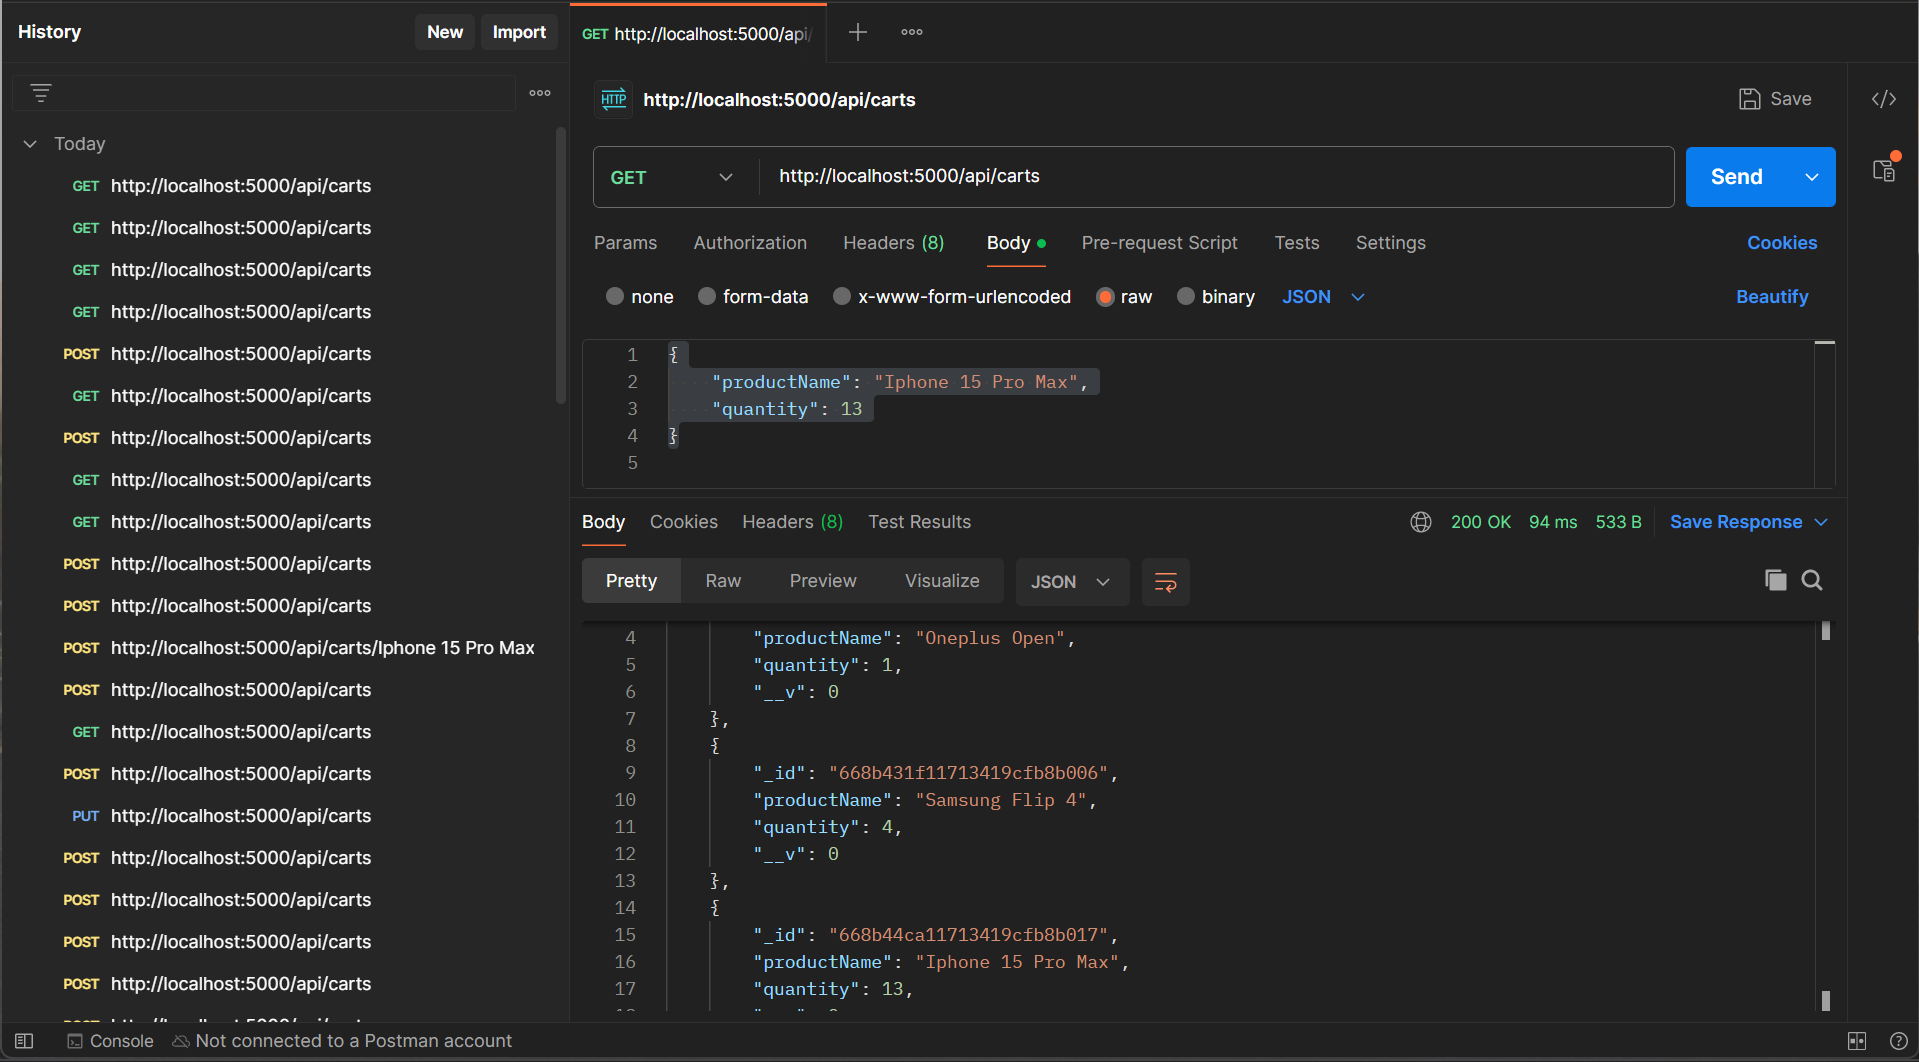 History
New
Import
Today
GET http://localhost:5000/api/carts
GET http://localhost:5000/api/carts
GET http://localhost:5000/api/carts
GET http://localhost:5000/api/carts
POST http://localhost:5000/api/carts
GET http://localhost:5000/api/carts
POST http://localhost:5000/api/carts
GET http://localhost:5000/api/carts
GET http://localhost:5000/api/carts
POST http://localhost:5000/api/carts
POST http://localhost:5000/api/carts
POST http://localhost:5000/api/carts/Iphone 15 Pro Max
POST http://localhost:5000/api/carts
GET http://localhost:5000/api/carts
POST http://localhost:5000/api/carts
PUT http://localhost:5000/api/carts
POST http://localhost:5000/api/carts
POST http://localhost:5000/api/carts
POST http://localhost:5000/api/carts
POST http://localhost:5000/api/carts
GET http://localhost:5000/api/
HTTP http://localhost:5000/api/carts
Save
GET http://localhost:5000/api/carts
Send
Params Authorization Headers (8) Body Pre-request Script Tests Settings Cookies
none form-data x-www-form-urlencoded raw binary JSON Beautify
1 {
2 "productName": "Iphone 15 Pro Max",
3 "quantity": 13
4 }
5
Body Cookies Headers (8) Test Results 200 OK 94 ms 533 B Save Response
Pretty Raw Preview Visualize JSON
4 "productName": "Oneplus Open",
5 "quantity": 1,
6 "__v": 0
7 },
8 {
9 "_id": "668b431f11713419cfb8b006",
10 "productName": "Samsung Flip 4",
11 "quantity": 4,
12 "__v": 0
13 },
14 {
15 "_id": "668b44ca11713419cfb8b017",
16 "productName": "Iphone 15 Pro Max",
17 "quantity": 13,
Console Not connected to a Postman account